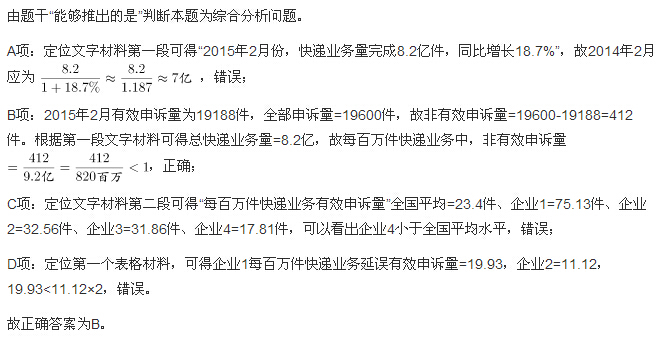 由题干“能够推出的是”判断本题为综合分析问题。
A项：定位文字材料第一段可得“2015年2月份，快递业务量完成8.2亿件，同比增长18.7%”，故2014年2月
应为 8.2/(1+18.7%) ≈ 8.2/1.187 ≈ 7亿 ，错误；
B项：2015年2月有效申诉量为19188件，全部申诉量=19600件，故非有效申诉量=19600-19188=412
件。根据第一段文字材料可得总快递业务量=8.2亿，故每百万件快递业务中，非有效申诉量
= 412/9.2亿 = 412/820百万 < 1，正确；
C项：定位文字材料第二段可得“每百万件快递业务有效申诉量”全国平均=23.4件、企业1=75.13件、企业
2=32.56件、企业3=31.86件、企业4=17.81件，可以看出企业4小于全国平均水平，错误；
D项：定位第一个表格材料，可得企业1每百万件快递业务延误有效申诉量=19.93，企业2=11.12，
19.93<11.12×2，错误。
故正确答案为B。